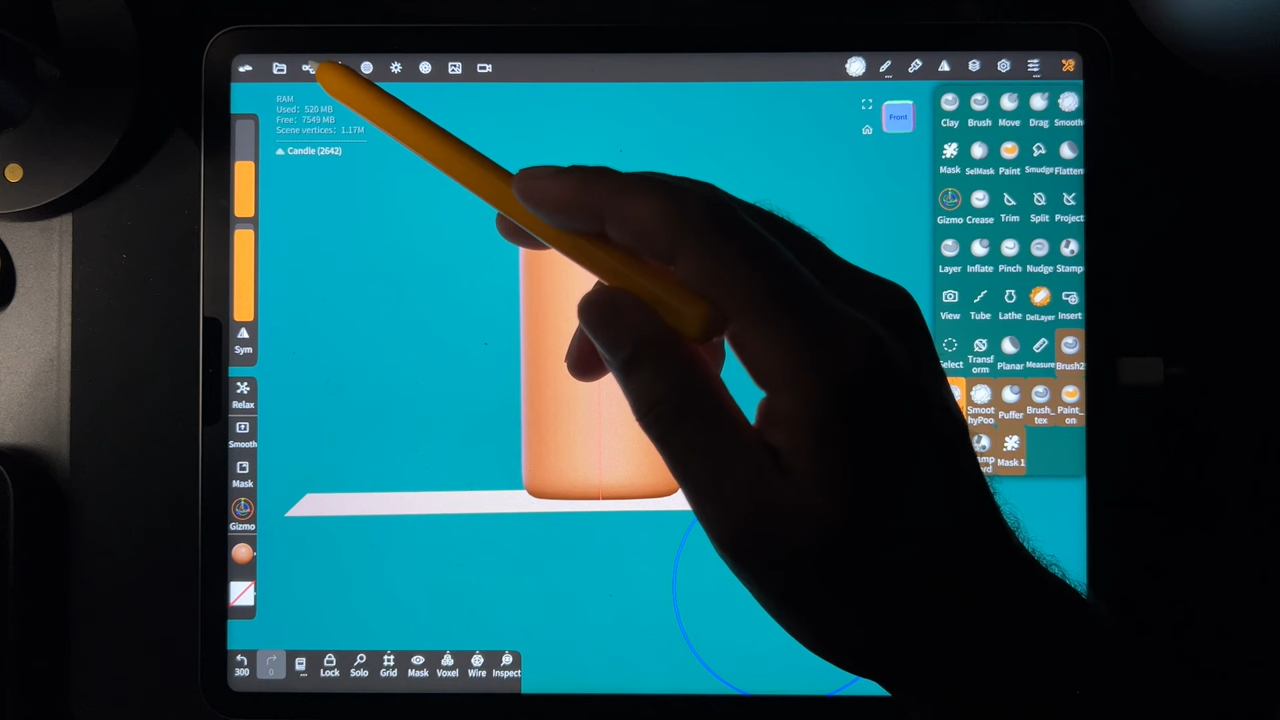 RAM
Used: 520 MB
Free: 7549 MB
Scene vertices: 1.17M
Candle (2642)
Front
Clay Brush Move Drag Smooth
Mask SelMask Paint Smudge Flatten
Gizmo Crease Trim Split Project
Layer Inflate Pinch Nudge Stamp
View Tube Lathe DelLayer Insert
Select Transf orm Planar Measure
Smoot hyPoo Puffer Brush_ tex Paint_ on
Mask 1
Sym
Relax
Smooth
Mask
Gizmo
300 0 ... Lock Solo Grid Mask Voxel Wire Inspect